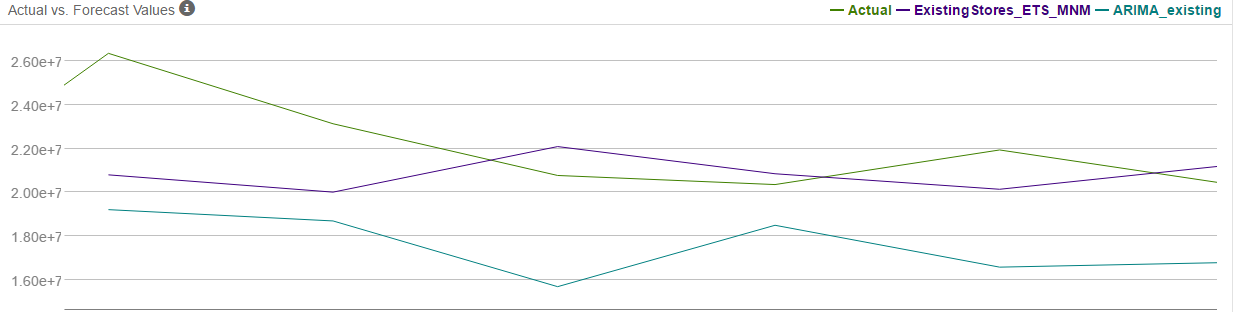 Actual vs. Forecast Values i
Actual ExistingStores_ETS_MNM ARIMA_existing
2.60e+7
2.40e+7
2.20e+7
2.00e+7
1.80e+7
1.60e+7